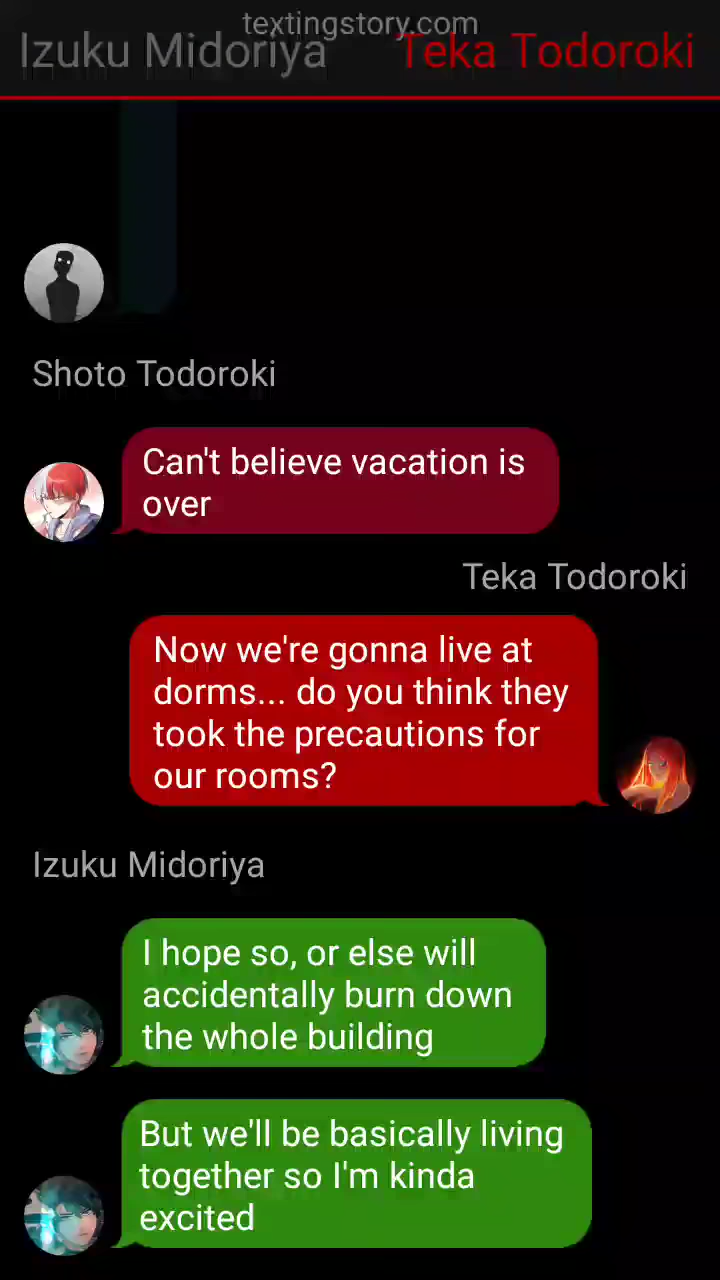 textingstory.com
Izuku Midoriya Teka Todoroki
Shoto Todoroki
Can't believe vacation is
over
Teka Todoroki
Now we're gonna live at
dorms... do you think they
took the precautions for
our rooms?
Izuku Midoriya
I hope so, or else will
accidentally burn down
the whole building
But we'll be basically living
together so I'm kinda
excited